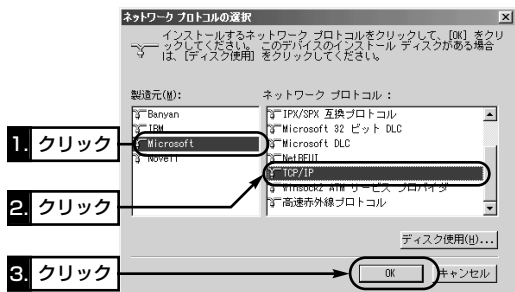 ネットワーク プロトコルの選択
インストールするネットワーク プロトコルをクリックして、[OK] をクリ
ックしてください。 このデバイスのインストール ディスクがある場合
は、[ディスク使用] をクリックしてください。
製造元(M):
ネットワーク プロトコル :
Banyan
IBM
Microsoft
Novell
IPX/SPX 互換プロトコル
Microsoft 32 ビット DLC
Microsoft DLC
NetBEUI
TCP/IP
Winsock2 ATM サービス プロバイダ
高速赤外線プロトコル
1. クリック
2. クリック
ディスク使用(H)...
3. クリック
OK
キャンセル